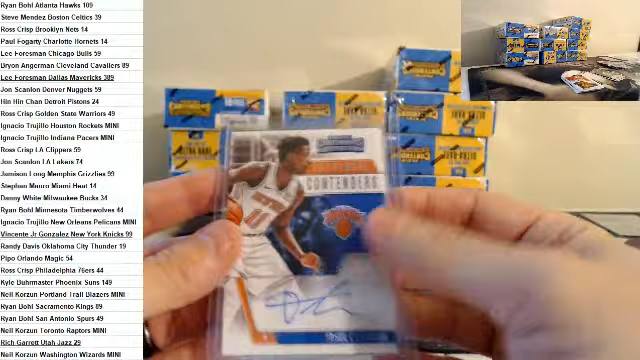 Ryan Bohl Atlanta Hawks 109
Steve Mendez Boston Celtics 39
Ross Crisp Brooklyn Nets 14
Paul Fogarty Charlotte Hornets 14
Lee Foresman Chicago Bulls 59
Bryon Angerman Cleveland Cavaliers 89
Lee Foresman Dallas Mavericks 389
Jon Scanlon Denver Nuggets 59
Hin Hin Chan Detroit Pistons 24
Ross Crisp Golden State Warriors 49
Ignacio Trujillo Houston Rockets MINI
Ignacio Trujillo Indiana Pacers MINI
Ross Crisp LA Clippers 59
Jon Scanlon LA Lakers 74
Jamison Long Memphis Grizzlies 99
Stephan Mauro Miami Heat 14
Danny White Milwaukee Bucks 34
Ryan Bohl Minnesota Timberwolves 44
Ignacio Trujillo New Orleans Pelicans MINI
Vincente Jr Gonzalez New York Knicks 99
Randy Davis Oklahoma City Thunder 19
Pipo Orlando Magic 54
Ross Crisp Philadelphia 76ers 44
Kyle Buhrmaster Phoenix Suns 149
Neil Korzun Portland Trail Blazers MINI
Ryan Bohl Sacramento Kings 89
Ryan Bohl San Antonio Spurs 49
Neil Korzun Toronto Raptors MINI
Rich Garrett Utah Jazz 29
Neil Korzun Washington Wizards MINI
CONTENDERS